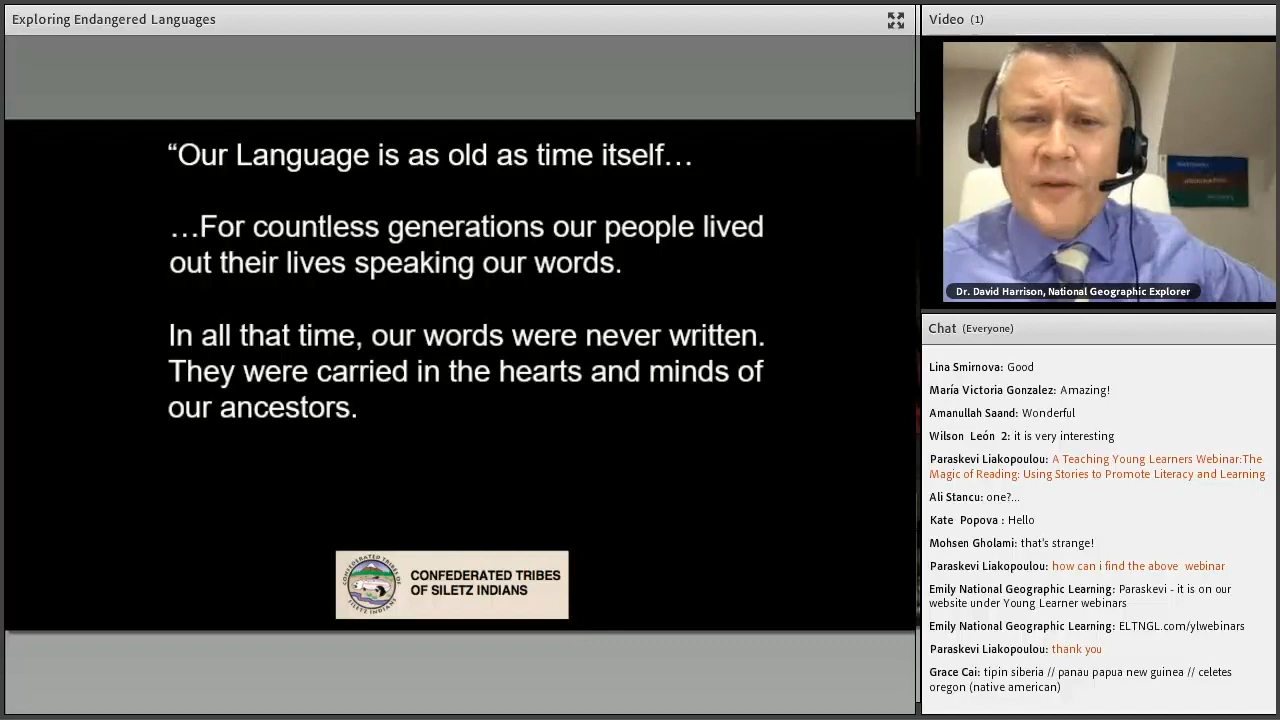 Exploring Endangered Languages
“Our Language is as old as time itself…
…For countless generations our people lived
out their lives speaking our words.
In all that time, our words were never written.
They were carried in the hearts and minds of
our ancestors.
CONFEDERATED TRIBES
OF SILETZ INDIANS
Video (1)
Dr. David Harrison, National Geographic Explorer
Chat (Everyone)
Lina Smirnova: Good
María Victoria Gonzalez: Amazing!
Amanullah Saand: Wonderful
Wilson León 2: it is very interesting
Paraskevi Liakopoulou: A Teaching Young Learners Webinar:The
Magic of Reading: Using Stories to Promote Literacy and Learning
Ali Stancu: one?...
Kate Popova : Hello
Mohsen Gholami: that's strange!
Paraskevi Liakopoulou: how can i find the above webinar
Emily National Geographic Learning: Paraskevi - it is on our
website under Young Learner webinars
Emily National Geographic Learning: ELTNGL.com/ylwebinars
Paraskevi Liakopoulou: thank you
Grace Cai: tipin siberia // panau papua new guinea // celetes
oregon (native american)